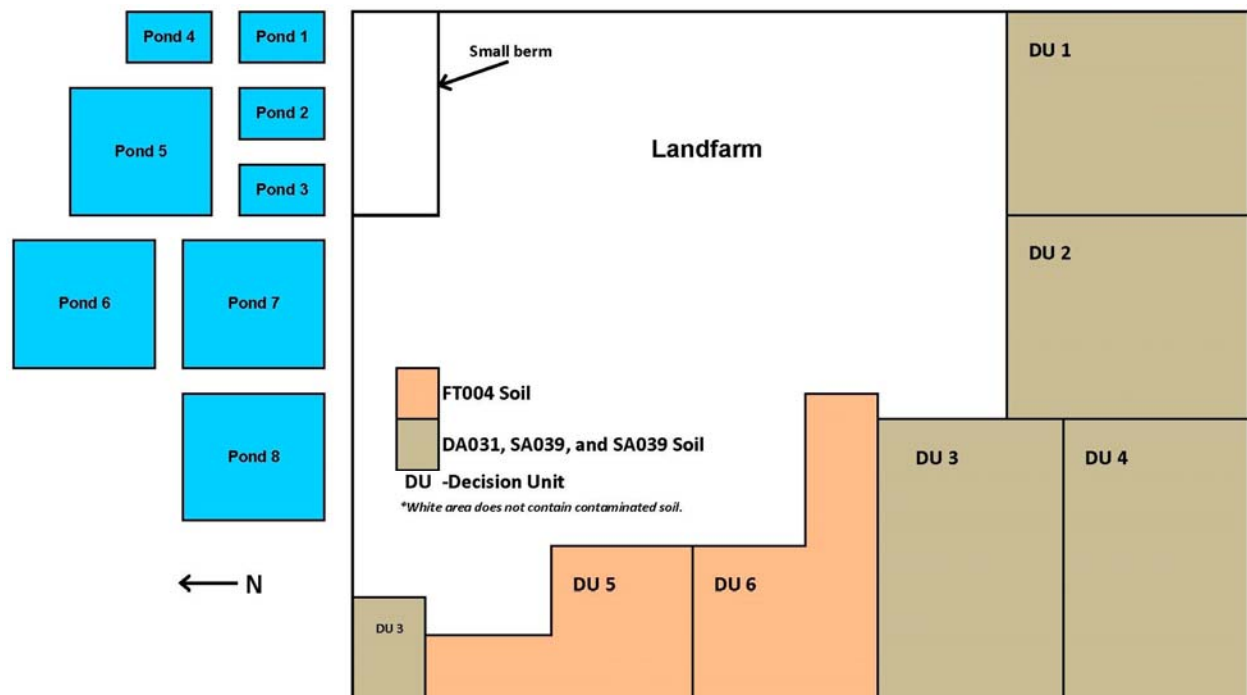 Pond 4
Pond 1
Small berm
DU 1
Pond 2
Pond 5
Landfarm
Pond 3
DU 2
Pond 6
Pond 7
FT004 Soil
DA031, SA039, and SA039 Soil
Pond 8
DU 3
DU 4
DU -Decision Unit
*White area does not contain contaminated soil.
N
DU 5
DU 6
DU 3